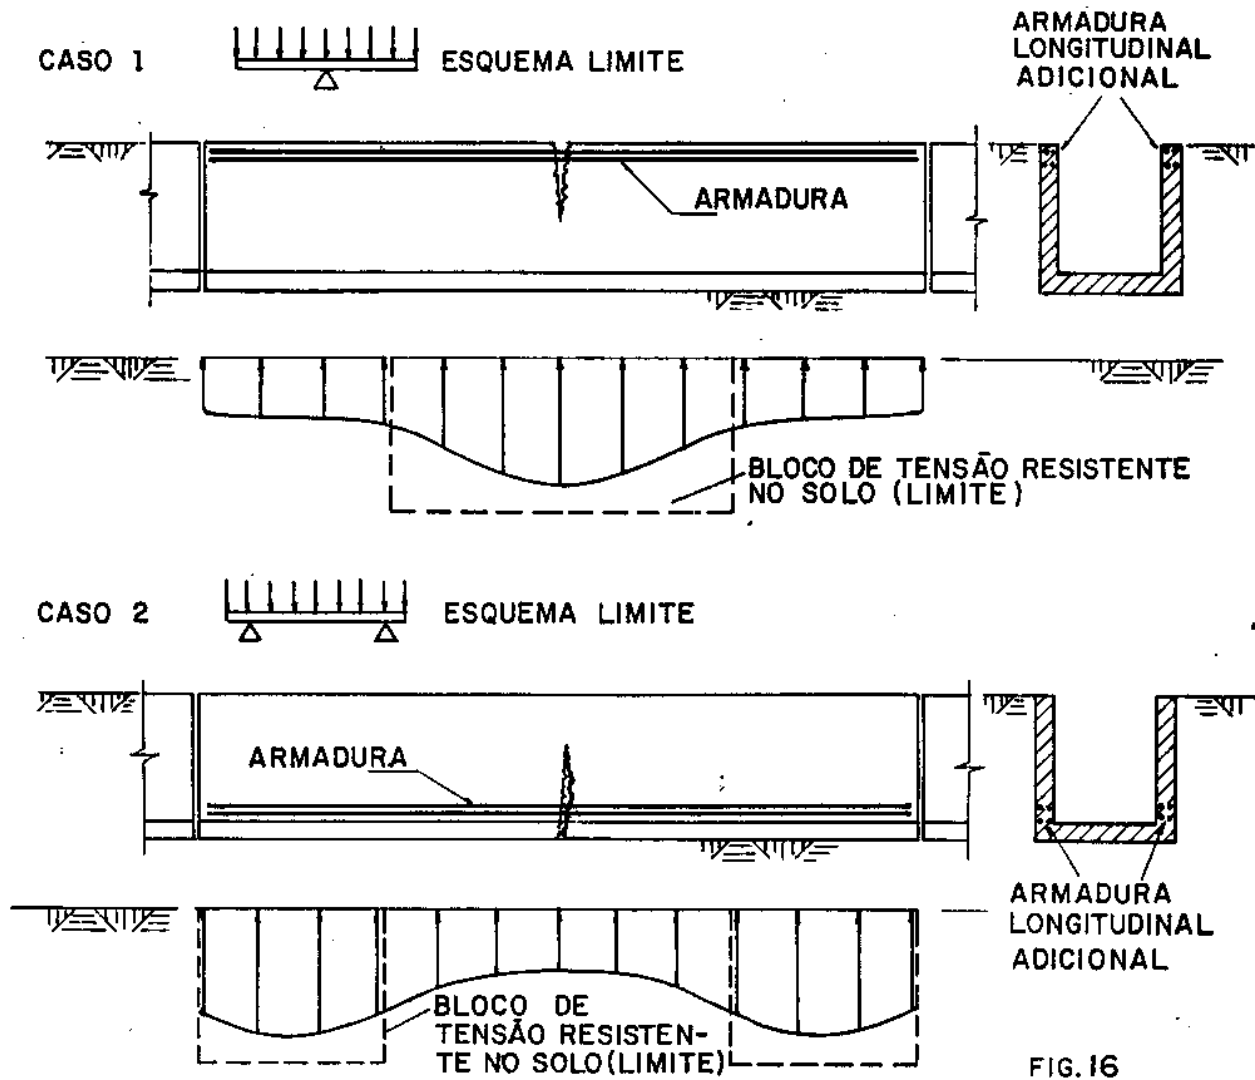 CASO 1
ESQUEMA LIMITE
ARMADURA
LONGITUDINAL
ADICIONAL
ARMADURA
BLOCO DE TENSÃO RESISTENTE
NO SOLO (LIMITE)
CASO 2
ESQUEMA LIMITE
ARMADURA
ARMADURA
LONGITUDINAL
ADICIONAL
BLOCO DE
TENSÃO RESISTEN-
TE NO SOLO (LIMITE)
FIG. 16